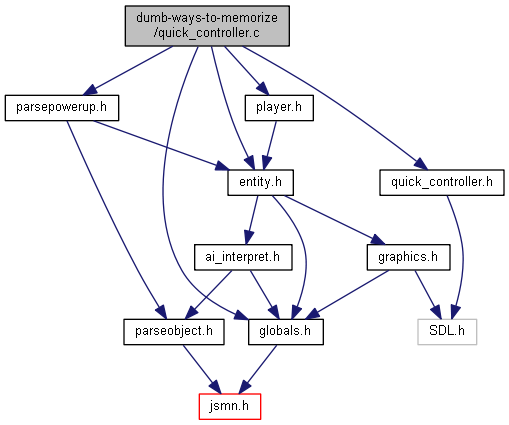 dumb-ways-to-memorize
/quick_controller.c
parsepowerup.h
player.h
entity.h
quick_controller.h
ai_interpret.h
graphics.h
parseobject.h
globals.h
SDL.h
jsmn.h